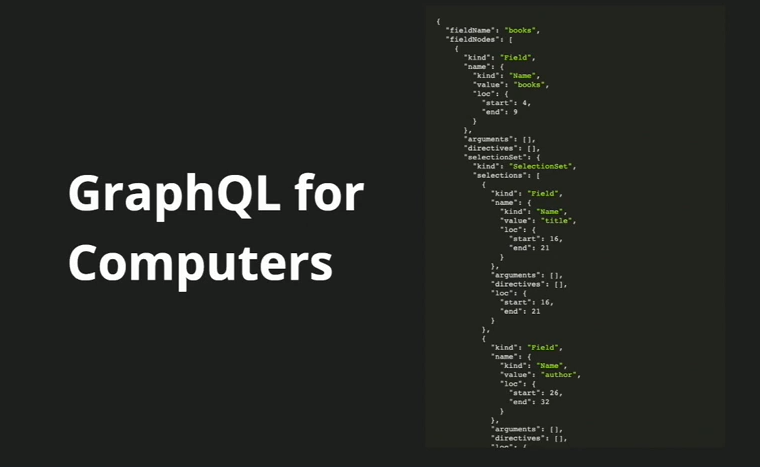 GraphQL for
Computers
{
  "fieldName": "books",
  "fieldNodes": [
    {
      "kind": "Field",
      "name": {
        "kind": "Name",
        "value": "books",
        "loc": {
          "start": 4,
          "end": 9
        }
      },
      "arguments": [],
      "directives": [],
      "selectionSet": {
        "kind": "SelectionSet",
        "selections": [
          {
            "kind": "Field",
            "name": {
              "kind": "Name",
              "value": "title",
              "loc": {
                "start": 16,
                "end": 21
              }
            },
            "arguments": [],
            "directives": [],
            "loc": {
              "start": 16,
              "end": 21
            }
          },
          {
            "kind": "Field",
            "name": {
              "kind": "Name",
              "value": "author",
              "loc": {
                "start": 26,
                "end": 32
              }
            },
            "arguments": [],
            "directives": [],
            "loc": {